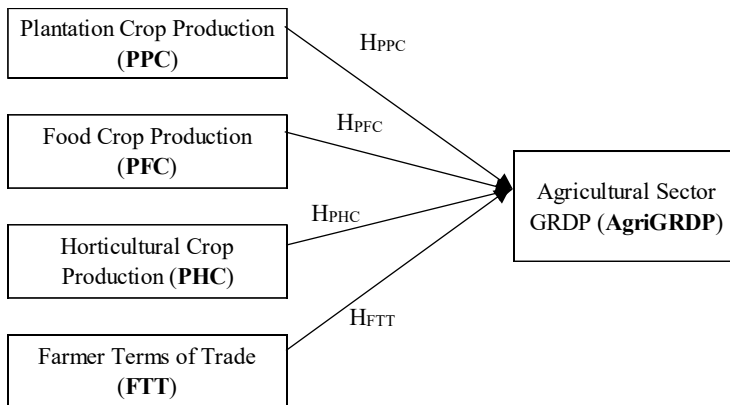 Plantation Crop Production
(PPC)
HPPC
Food Crop Production
(PFC)
HPFC
Agricultural Sector
GRDP (AgriGRDP)
Horticultural Crop
Production (PHC)
HPHC
HFTT
Farmer Terms of Trade
(FTT)